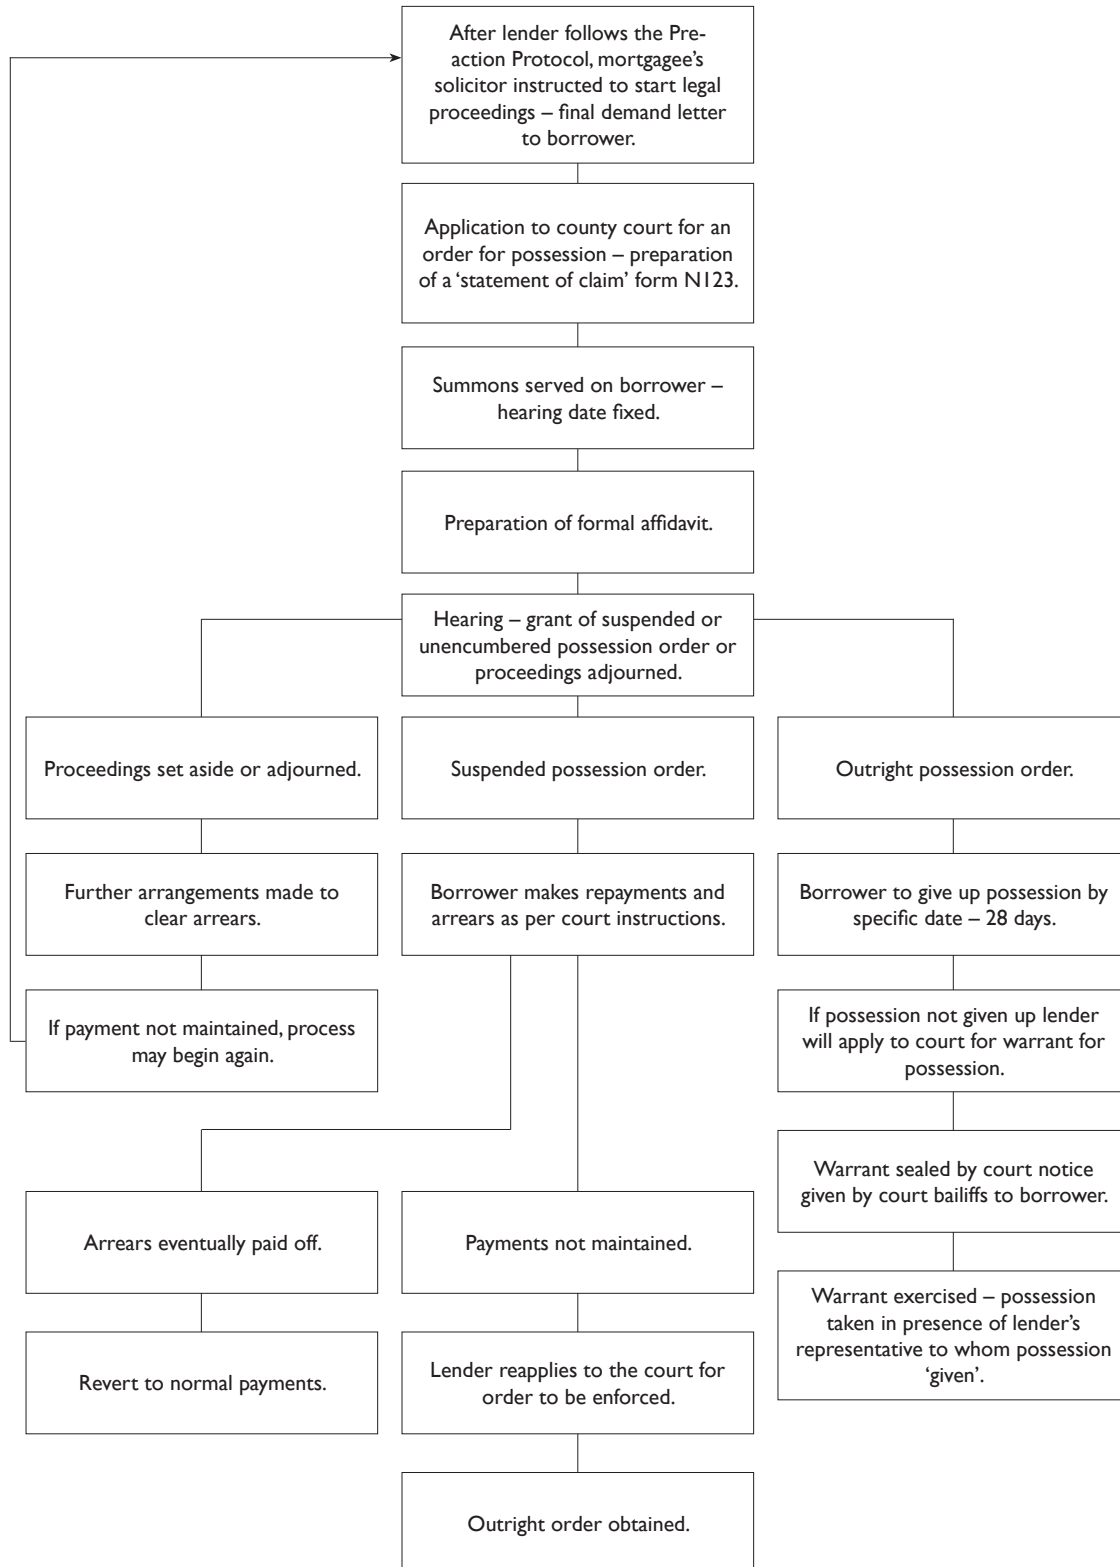 After lender follows the Pre-
action Protocol, mortgagee’s
solicitor instructed to start legal
proceedings – final demand letter
to borrower.
Application to county court for an
order for possession – preparation
of a ‘statement of claim’ form N123.
Summons served on borrower –
hearing date fixed.
Preparation of formal affidavit.
Hearing – grant of suspended or
unencumbered possession order or
proceedings adjourned.
Proceedings set aside or adjourned.
Suspended possession order.
Outright possession order.
Further arrangements made to
clear arrears.
Borrower makes repayments and
arrears as per court instructions.
Borrower to give up possession by
specific date – 28 days.
If payment not maintained, process
may begin again.
If possession not given up lender
will apply to court for warrant for
possession.
Warrant sealed by court notice
given by court bailiffs to borrower.
Arrears eventually paid off.
Payments not maintained.
Warrant exercised – possession
taken in presence of lender’s
representative to whom possession
‘given’.
Revert to normal payments.
Lender reapplies to the court for
order to be enforced.
Outright order obtained.